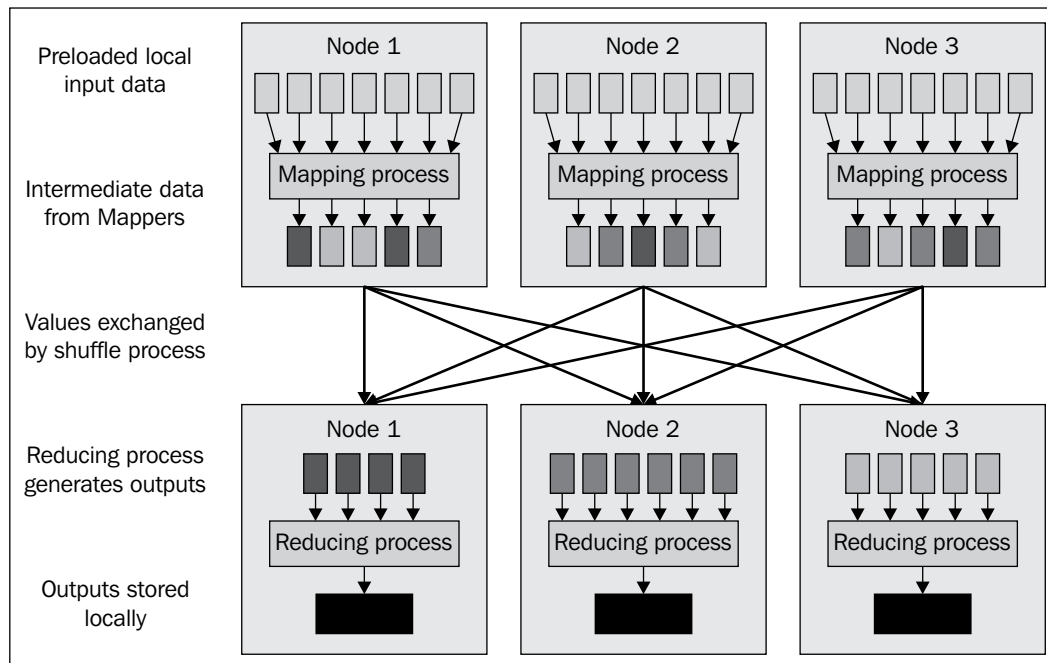 Preloaded local
input data
Node 1
Node 2
Node 3
Mapping process
Mapping process
Mapping process
Intermediate data
from Mappers
Values exchanged
by shuffle process
Node 1
Node 2
Node 3
Reducing process
generates outputs
Reducing process
Reducing process
Reducing process
Outputs stored
locally